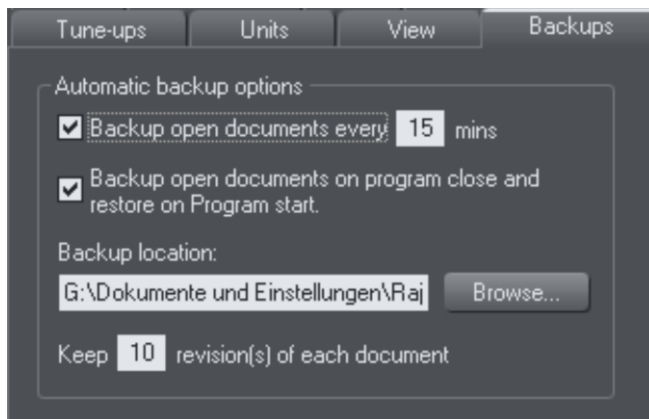 Tune-ups Units View Backups
Automatic backup options
Backup open documents every 15 mins
Backup open documents on program close and
restore on Program start.
Backup location:
G:\Dokumente und Einstellungen\Raj Browse...
Keep 10 revision(s) of each document